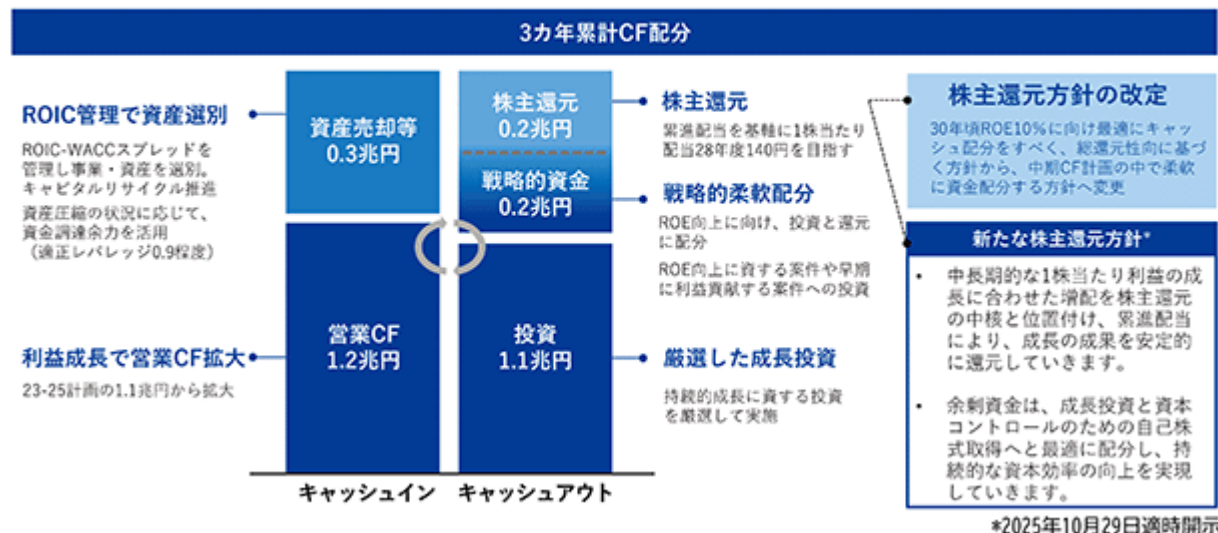 3カ年累計CF配分
ROIC管理で資産選別
ROIC-WACCスプレッドを
管理し事業・資産を選別。
キャピタルリサイクル推進
資産圧縮の状況に応じて、
資金調達余力を活用
（適正レバレッジ0.9程度）
利益成長で営業CF拡大
23-25計画の1.1兆円から拡大
資産売却等
0.3兆円
営業CF
1.2兆円
キャッシュイン
株主還元
0.2兆円
戦略的資金
0.2兆円
投資
1.1兆円
キャッシュアウト
株主還元
累進配当を基軸に1株当たり
配当28年度140円を目指す
戦略的柔軟配分
ROE向上に向け、投資と還元
に配分
ROE向上に資する案件や早期
に利益貢献する案件への投資
厳選した成長投資
持続的成長に資する投資
を厳選して実施
株主還元方針の改定
30年頃ROE10%に向け最適にキャッ
シュ配分をすべく、総還元性向に基づ
く方針から、中期CF計画の中で柔軟
に資金配分する方針へ変更
新たな株主還元方針*
• 中長期的な1株当たり利益の成
長に合わせた増配を株主還元
の中核と位置付け、累進配当
により、成長の成果を安定的
に還元していきます。
• 余剰資金は、成長投資と資本
コントロールのための自己株
式取得へと最適に配分し、持
続的な資本効率の向上を実現
していきます。
*2025年10月29日適時開示